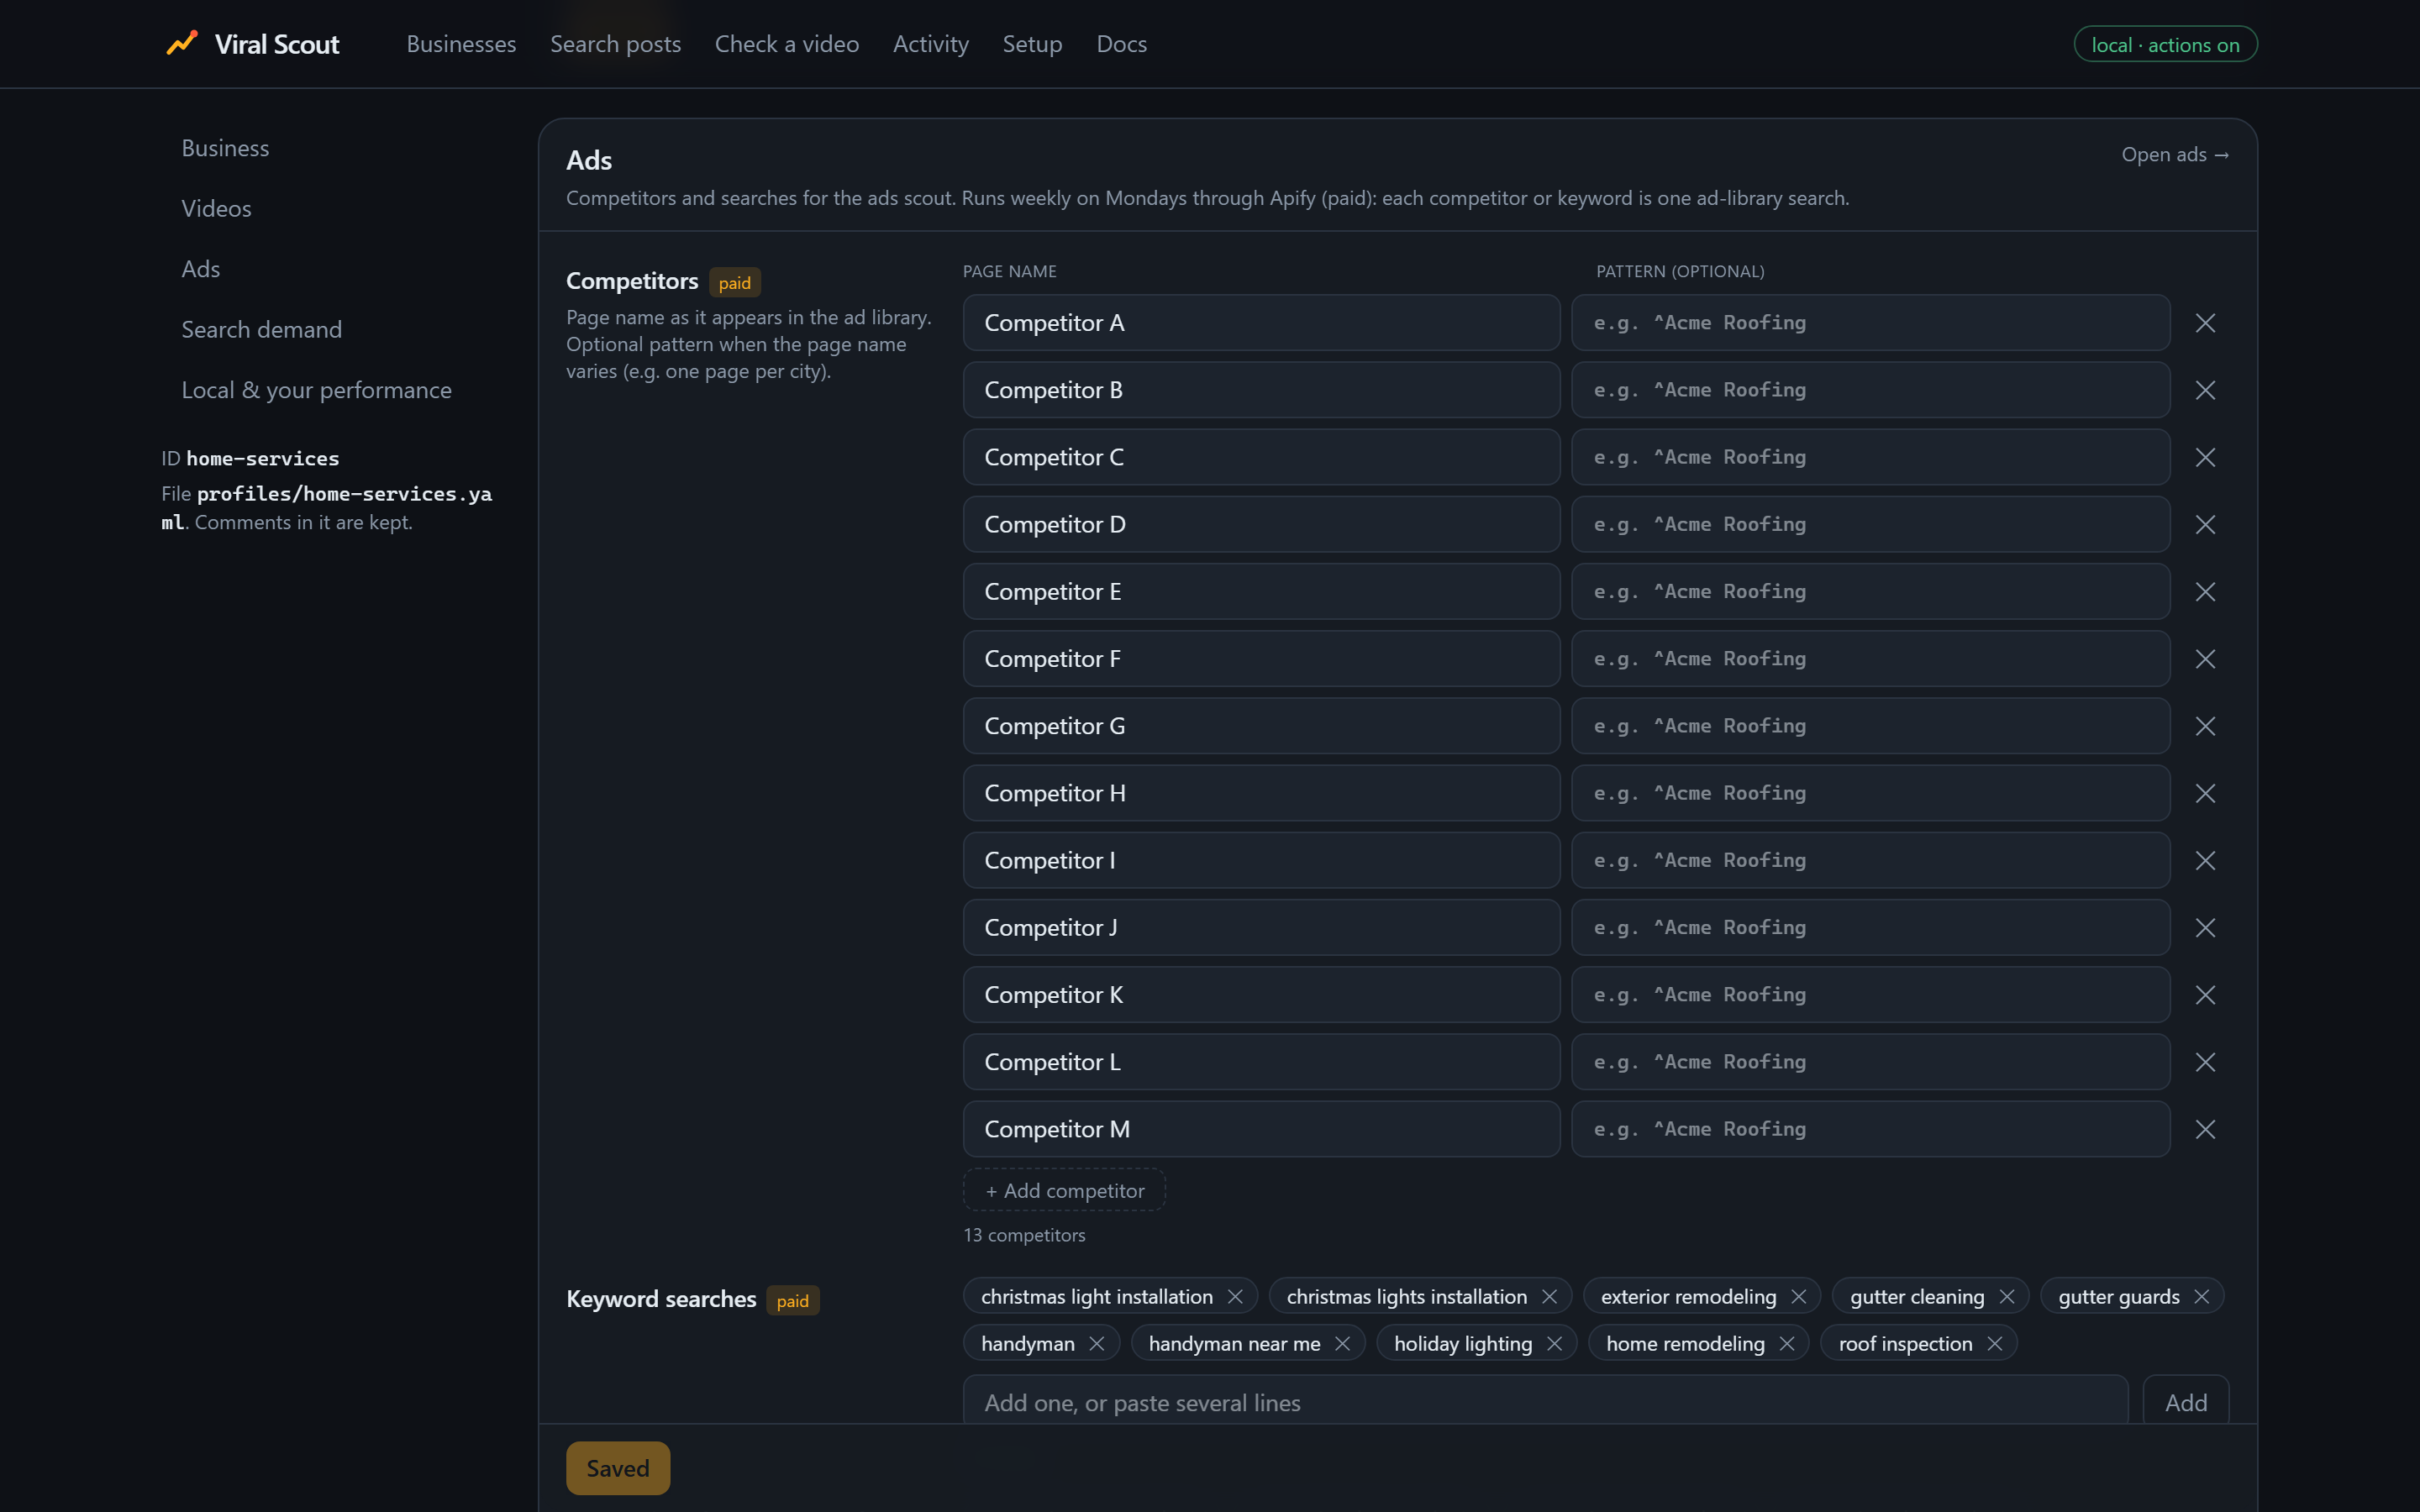 Viral Scout
Businesses
Search posts
Check a video
Activity
Setup
Docs
local · actions on
Business
Videos
Ads
Search demand
Local & your performance
ID home-services
File profiles/home-services.ya
ml. Comments in it are kept.
Ads
Open ads →
Competitors and searches for the ads scout. Runs weekly on Mondays through Apify (paid): each competitor or keyword is one ad-library search.
Competitors paid
Page name as it appears in the ad library.
Optional pattern when the page name
varies (e.g. one page per city).
PAGE NAME
PATTERN (OPTIONAL)
Competitor A
e.g. ^Acme Roofing
Competitor B
e.g. ^Acme Roofing
Competitor C
e.g. ^Acme Roofing
Competitor D
e.g. ^Acme Roofing
Competitor E
e.g. ^Acme Roofing
Competitor F
e.g. ^Acme Roofing
Competitor G
e.g. ^Acme Roofing
Competitor H
e.g. ^Acme Roofing
Competitor I
e.g. ^Acme Roofing
Competitor J
e.g. ^Acme Roofing
Competitor K
e.g. ^Acme Roofing
Competitor L
e.g. ^Acme Roofing
Competitor M
e.g. ^Acme Roofing
+ Add competitor
13 competitors
Keyword searches paid
christmas light installation
christmas lights installation
exterior remodeling
gutter cleaning
gutter guards
handyman
handyman near me
holiday lighting
home remodeling
roof inspection
Add one, or paste several lines
Add
Saved